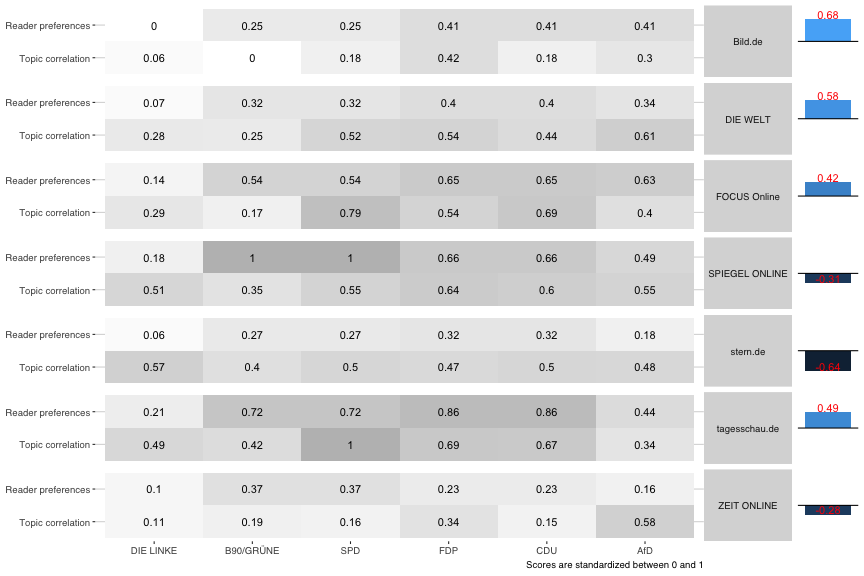 0.68
Reader preferences 0 0.25 0.25 0.41 0.41 0.41
Bild.de
Topic correlation 0.06 0 0.18 0.42 0.18 0.3
0.58
Reader preferences 0.07 0.32 0.32 0.4 0.4 0.34
DIE WELT
Topic correlation 0.28 0.25 0.52 0.54 0.44 0.61
0.42
Reader preferences 0.14 0.54 0.54 0.65 0.65 0.63
FOCUS Online
Topic correlation 0.29 0.17 0.79 0.54 0.69 0.4
Reader preferences 0.18 1 1 0.66 0.66 0.49
SPIEGEL ONLINE
Topic correlation 0.51 0.35 0.55 0.64 0.6 0.55
Reader preferences 0.06 0.27 0.27 0.32 0.32 0.18
stern.de
Topic correlation 0.57 0.4 0.5 0.47 0.5 0.48
-0.64
0.49
Reader preferences 0.21 0.72 0.72 0.86 0.86 0.44
tagesschau.de
Topic correlation 0.49 0.42 1 0.69 0.67 0.34
Reader preferences 0.1 0.37 0.37 0.23 0.23 0.16
ZEIT ONLINE
Topic correlation 0.11 0.19 0.16 0.34 0.15 0.58
DIE LINKE B90/GRÜNE SPD FDP CDU AfD
Scores are standardized between 0 and 1